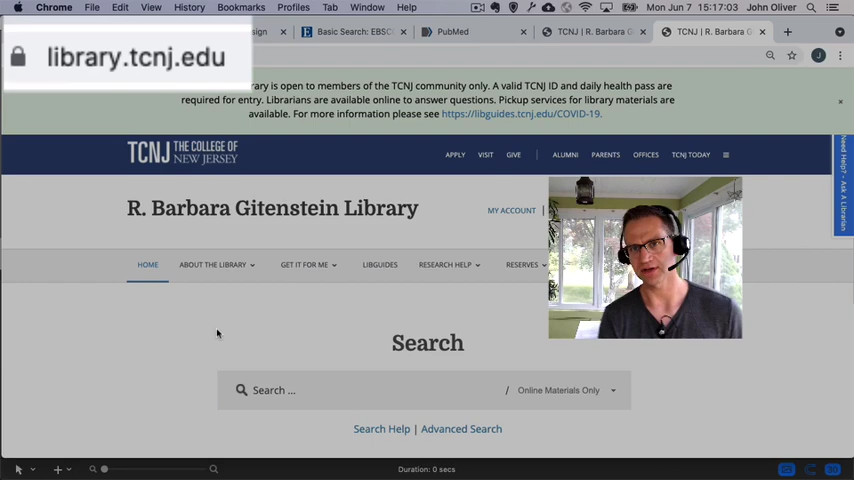 Chrome File Edit View History Bookmarks Profiles Tab Window Help Mon Jun 7 15:17:03 John Oliver
sign Basic Search: EBSC PubMed TCNJ | R. Barbara G TCNJ | R. Barbara G
library.tcnj.edu
J
rary is open to members of the TCNJ community only. A valid TCNJ ID and daily health pass are
required for entry. Librarians are available online to answer questions. Pickup services for library materials are
available. For more information please see https://libguides.tcnj.edu/COVID-19.
Need Help? - Ask A Librarian
TCNJ THE COLLEGE OF
NEW JERSEY
APPLY VISIT GIVE ALUMNI PARENTS OFFICES TCNJ TODAY
R. Barbara Gitenstein Library
MY ACCOUNT |
HOME ABOUT THE LIBRARY GET IT FOR ME LIBGUIDES RESEARCH HELP RESERVES
Search
Search ... / Online Materials Only
Search Help | Advanced Search
Duration: 0 secs
30